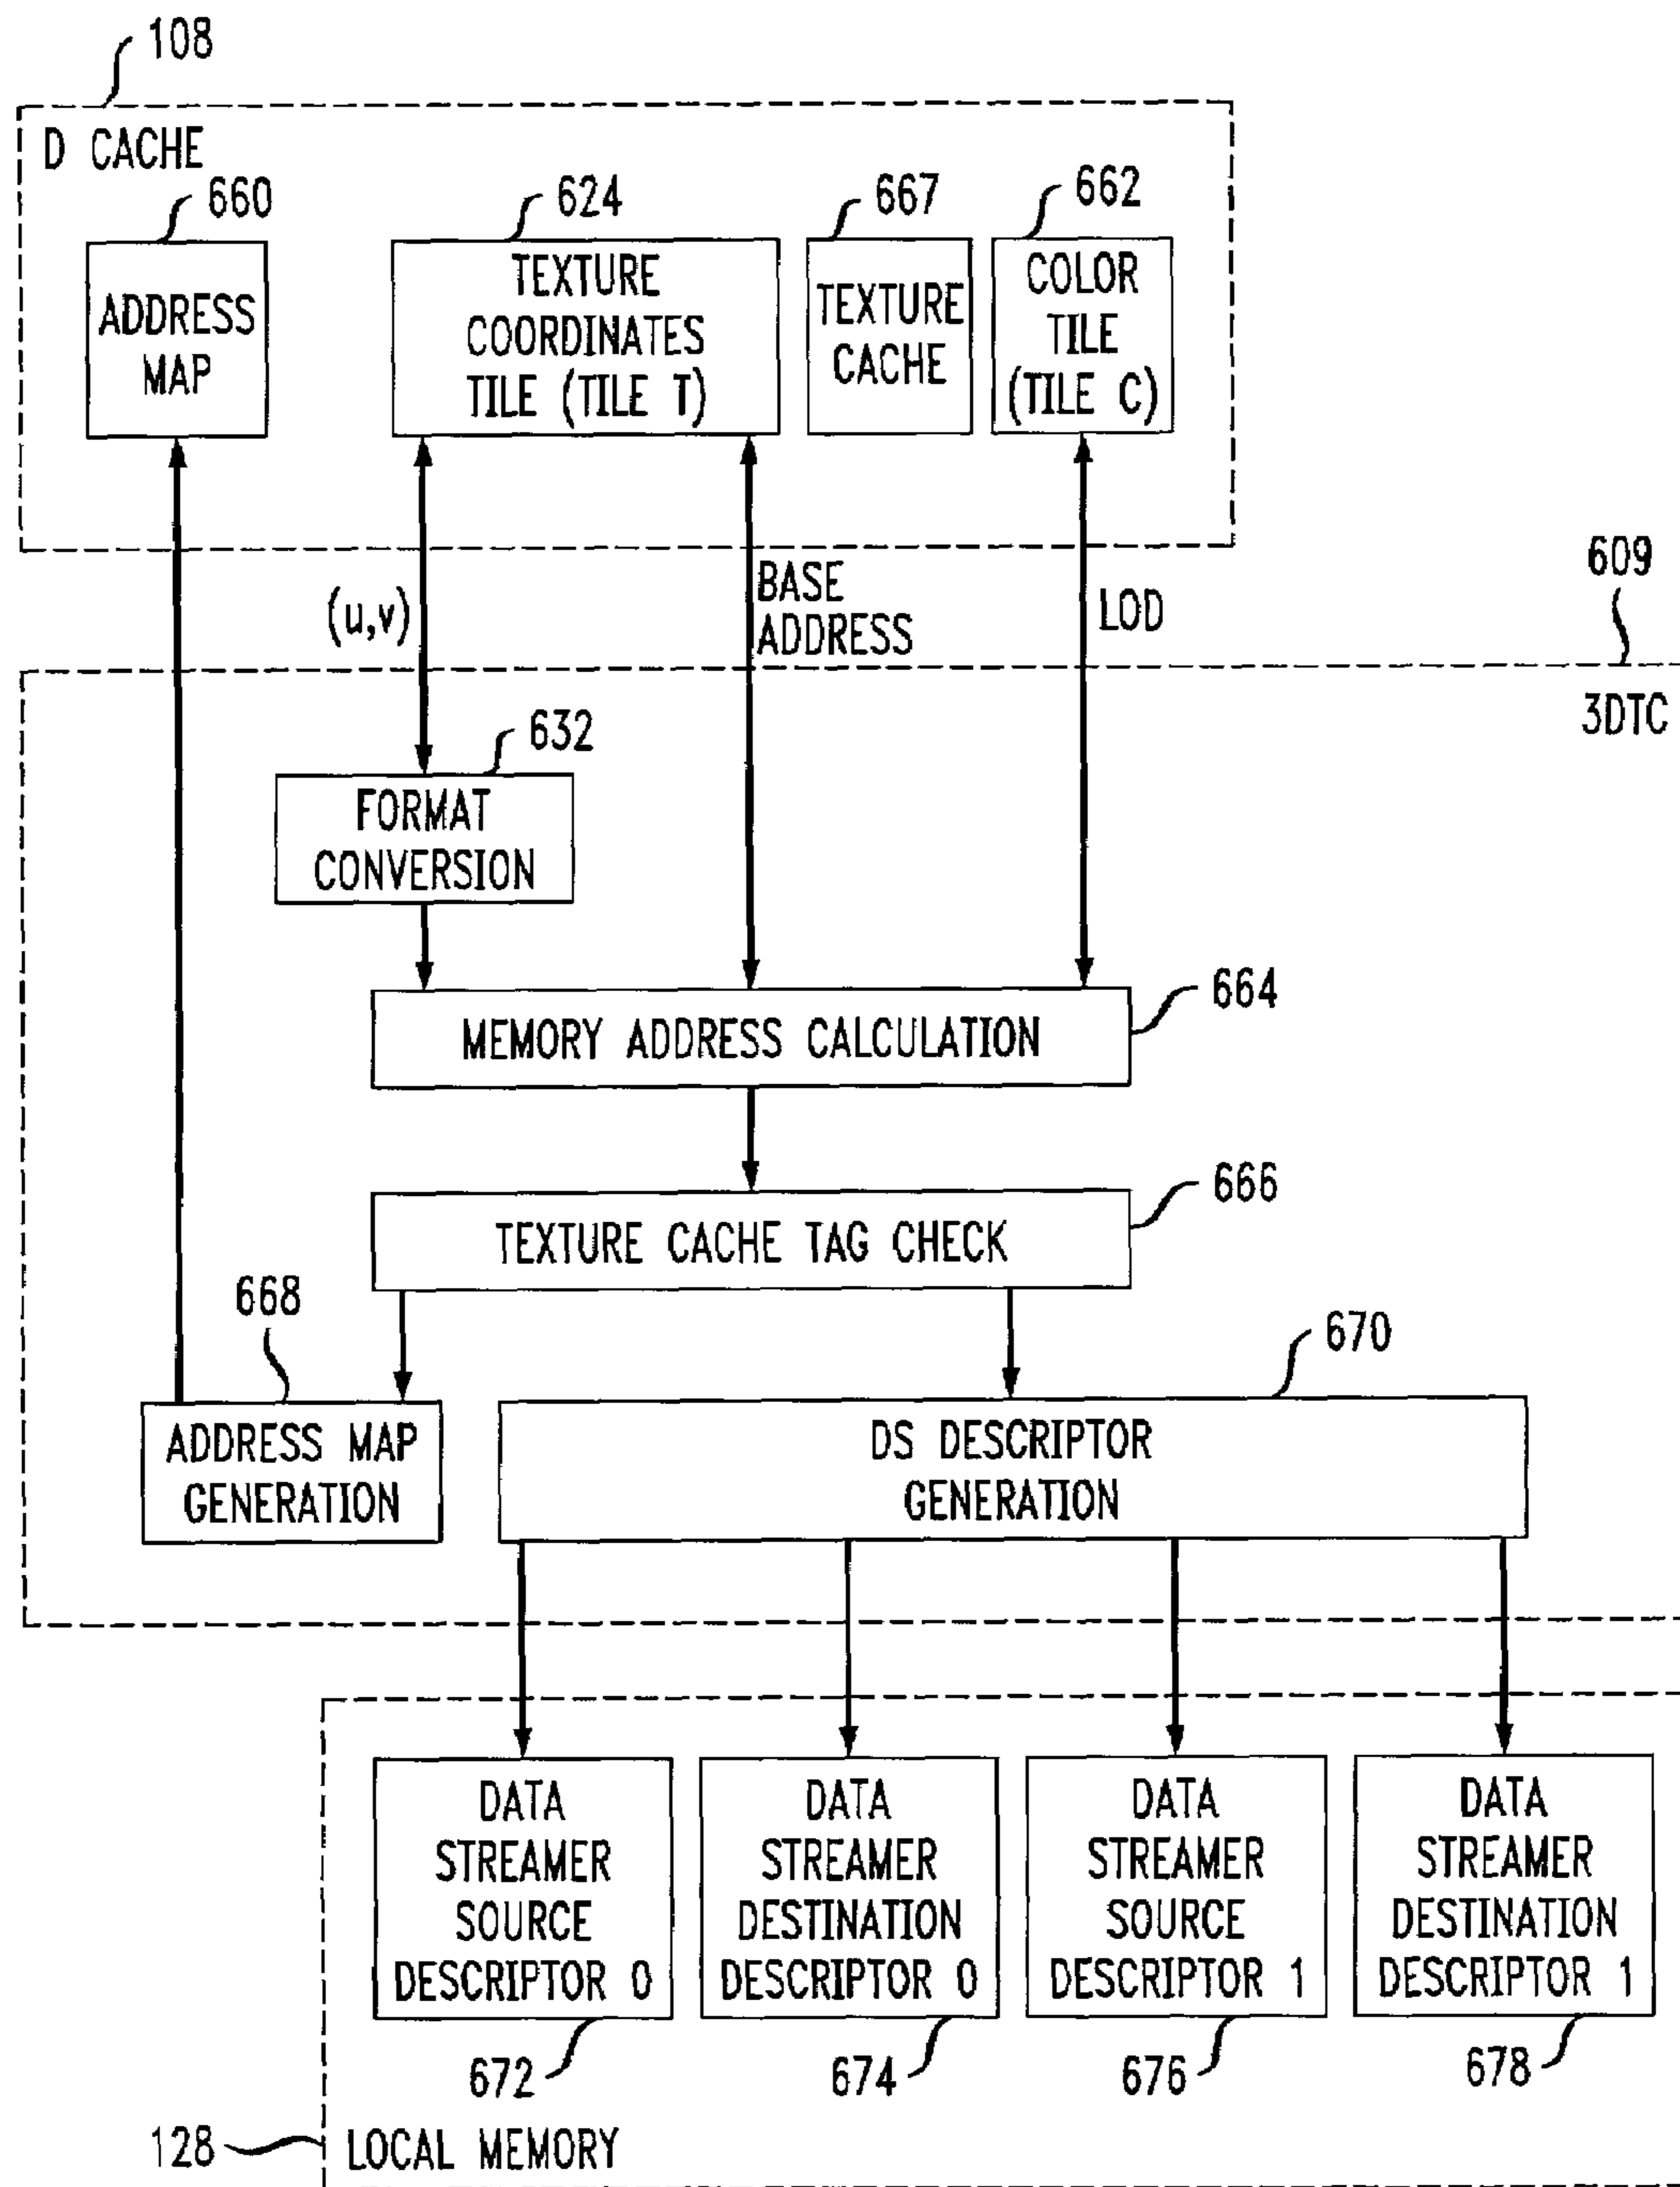 108
D CACHE
660
624
667
662
ADDRESS
MAP
TEXTURE
COORDINATES
TILE (TILE T)
TEXTURE
CACHE
COLOR
TILE
(TILE C)
(u,v)
BASE
ADDRESS
LOD
609
3DTC
632
FORMAT
CONVERSION
664
MEMORY ADDRESS CALCULATION
666
TEXTURE CACHE TAG CHECK
668
670
ADDRESS MAP
GENERATION
DS DESCRIPTOR
GENERATION
DATA
STREAMER
SOURCE
DESCRIPTOR 0
DATA
STREAMER
DESTINATION
DESCRIPTOR 0
DATA
STREAMER
SOURCE
DESCRIPTOR 1
DATA
STREAMER
DESTINATION
DESCRIPTOR 1
672
674
676
678
128
LOCAL MEMORY